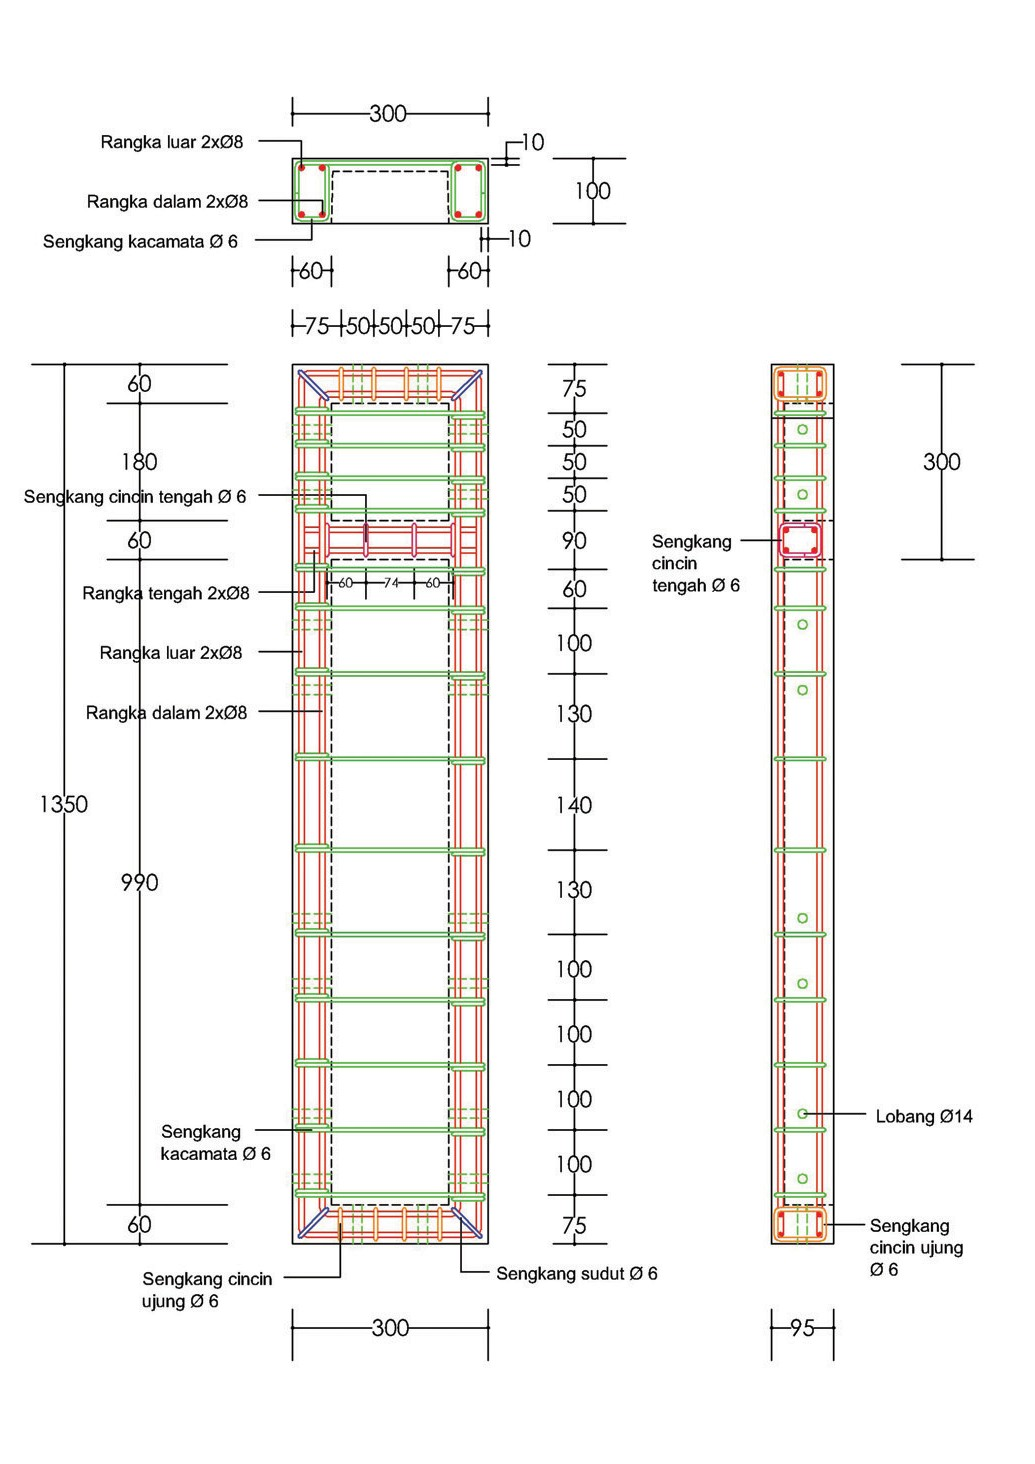 300
Rangka luar 2xØ8
10
100
Rangka dalam 2xØ8
Sengkang kacamata Ø 6
10
60
60
75
50
50
50
75
60
75
50
180
50
300
Sengkang cincin tengah Ø 6
50
60
90
Sengkang
cincin
tengah Ø 6
60
74
60
Rangka tengah 2xØ8
60
Rangka luar 2xØ8
100
Rangka dalam 2xØ8
130
1350
140
990
130
100
100
100
Lobang Ø14
Sengkang
kacamata Ø 6
100
60
75
Sengkang
cincin ujung
Ø 6
Sengkang cincin
ujung Ø 6
Sengkang sudut Ø 6
300
95